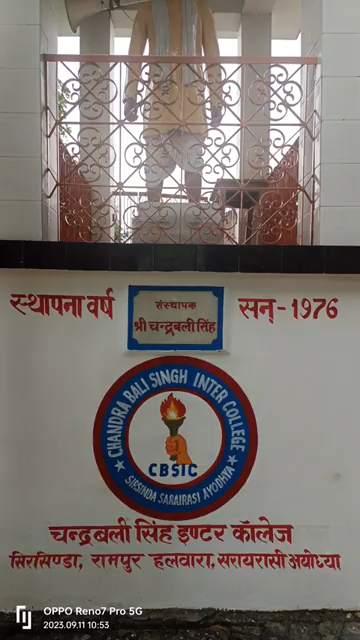 स्थापना वर्ष
संस्थापक
श्री चन्द्रबली सिंह
सन् - 1976
CHANDRA BALI SINGH INTER COLLEGE
CBSIC
SIRSINDA SARAIRASI AYODHYA
चन्द्रबली सिंह इण्टर कॉलेज
सिरसिण्डा, रामपुर हलवारा, सरायरासी अयोध्या
OPPO Reno7 Pro 5G
2023.09.11 10:53